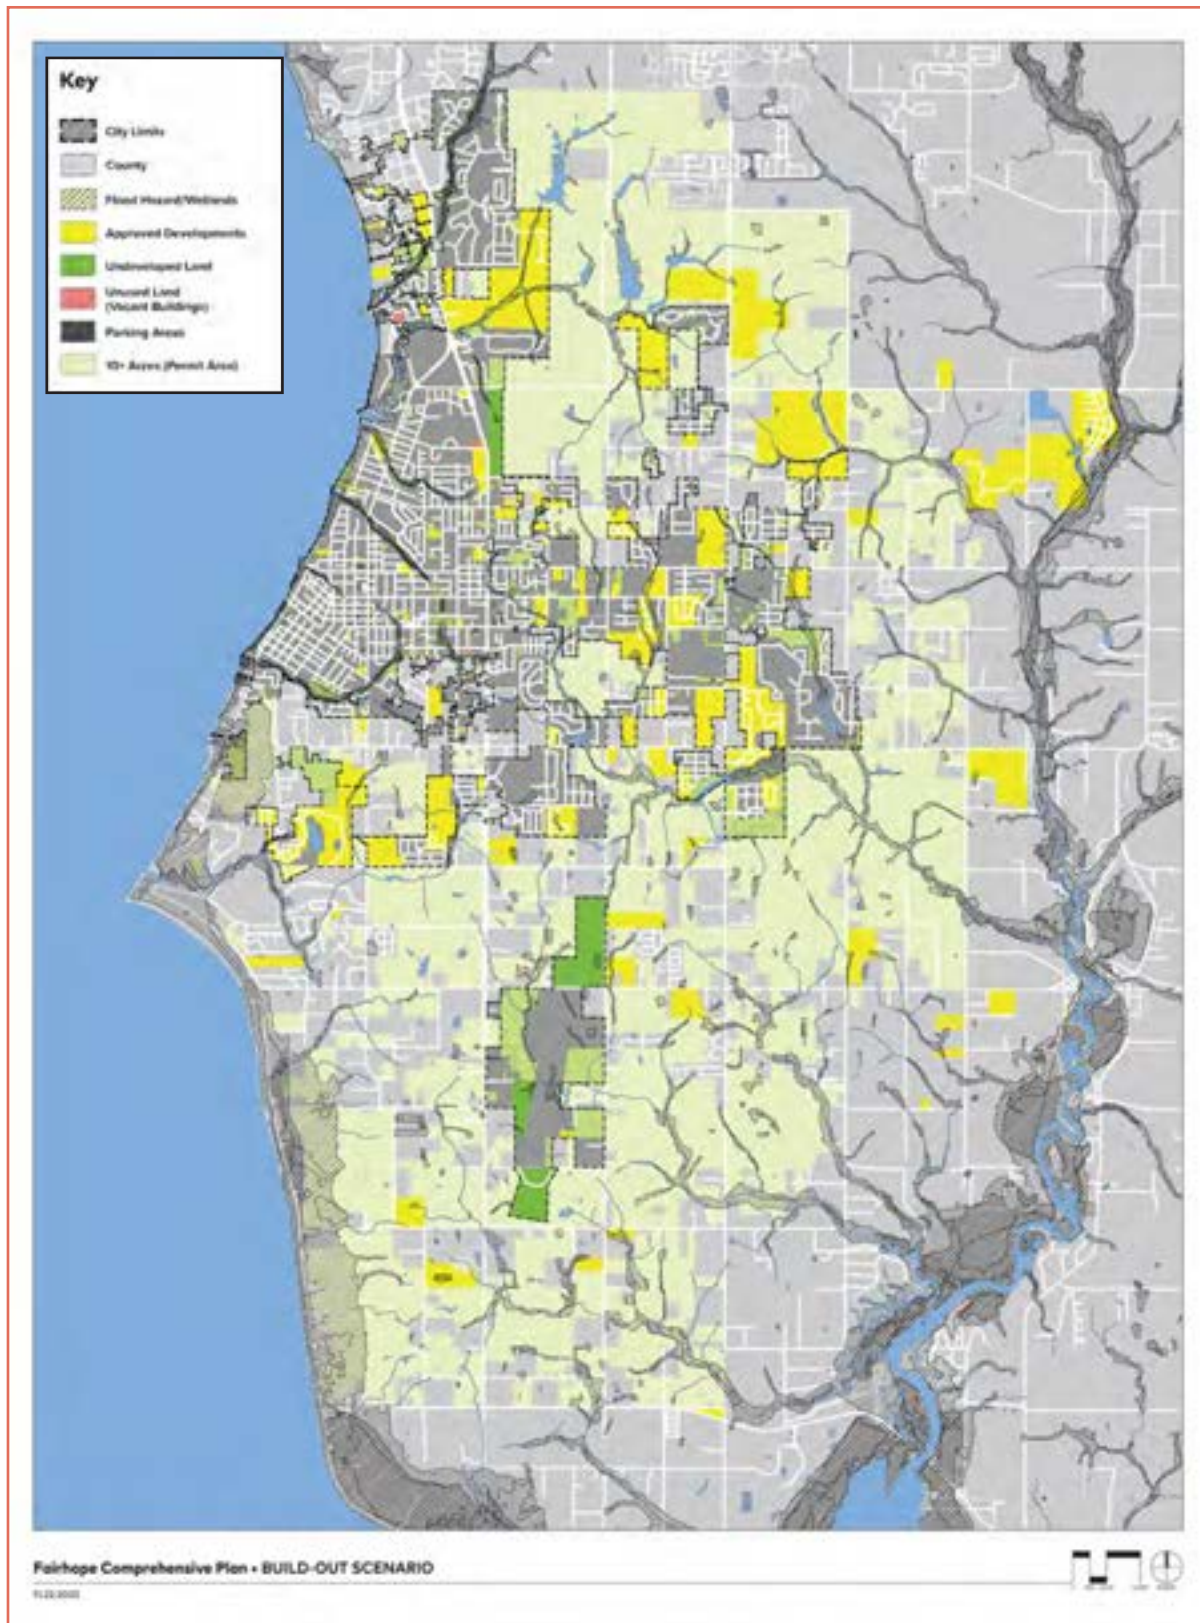 Key
City Limits
County
Flood Hazard/Wetlands
Approved Developments
Undeveloped Land
Unused Land
(Vacant Buildings)
Parking Areas
10+ Acres (Permit Area)
Fairhope Comprehensive Plan • BUILD-OUT SCENARIO